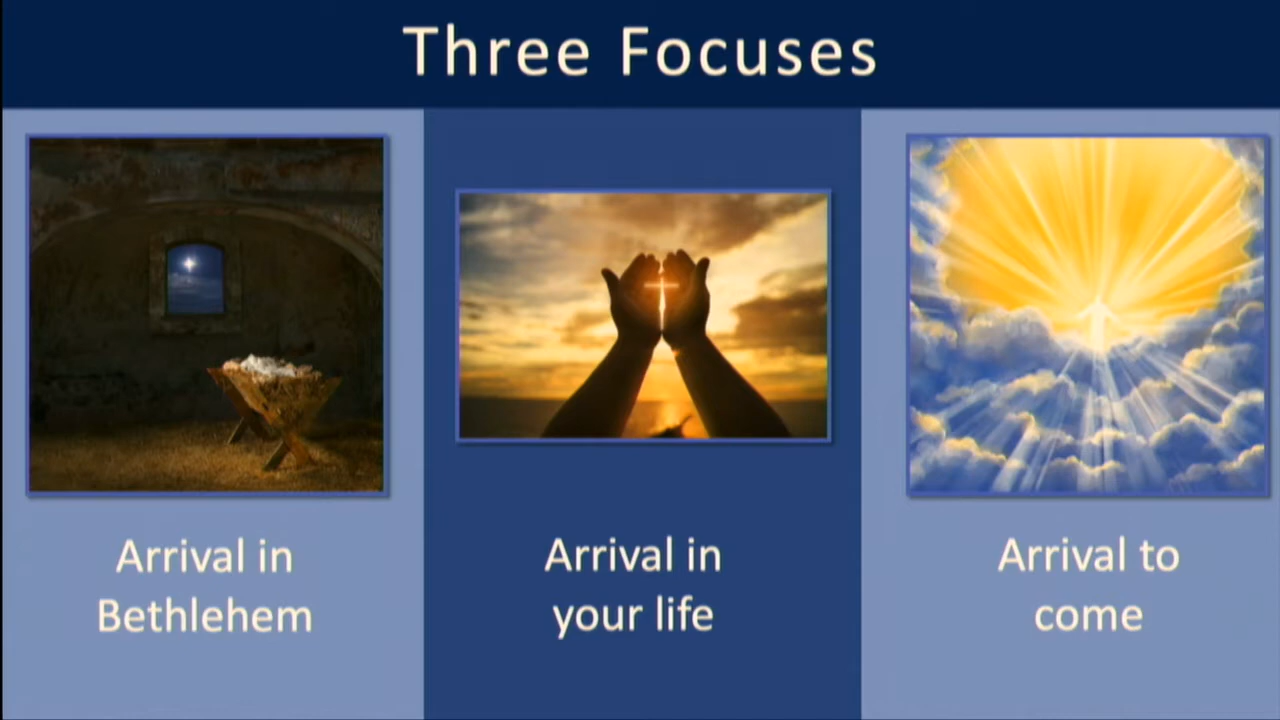 Three Focuses
Arrival in
Bethlehem
Arrival in
your life
Arrival to
come